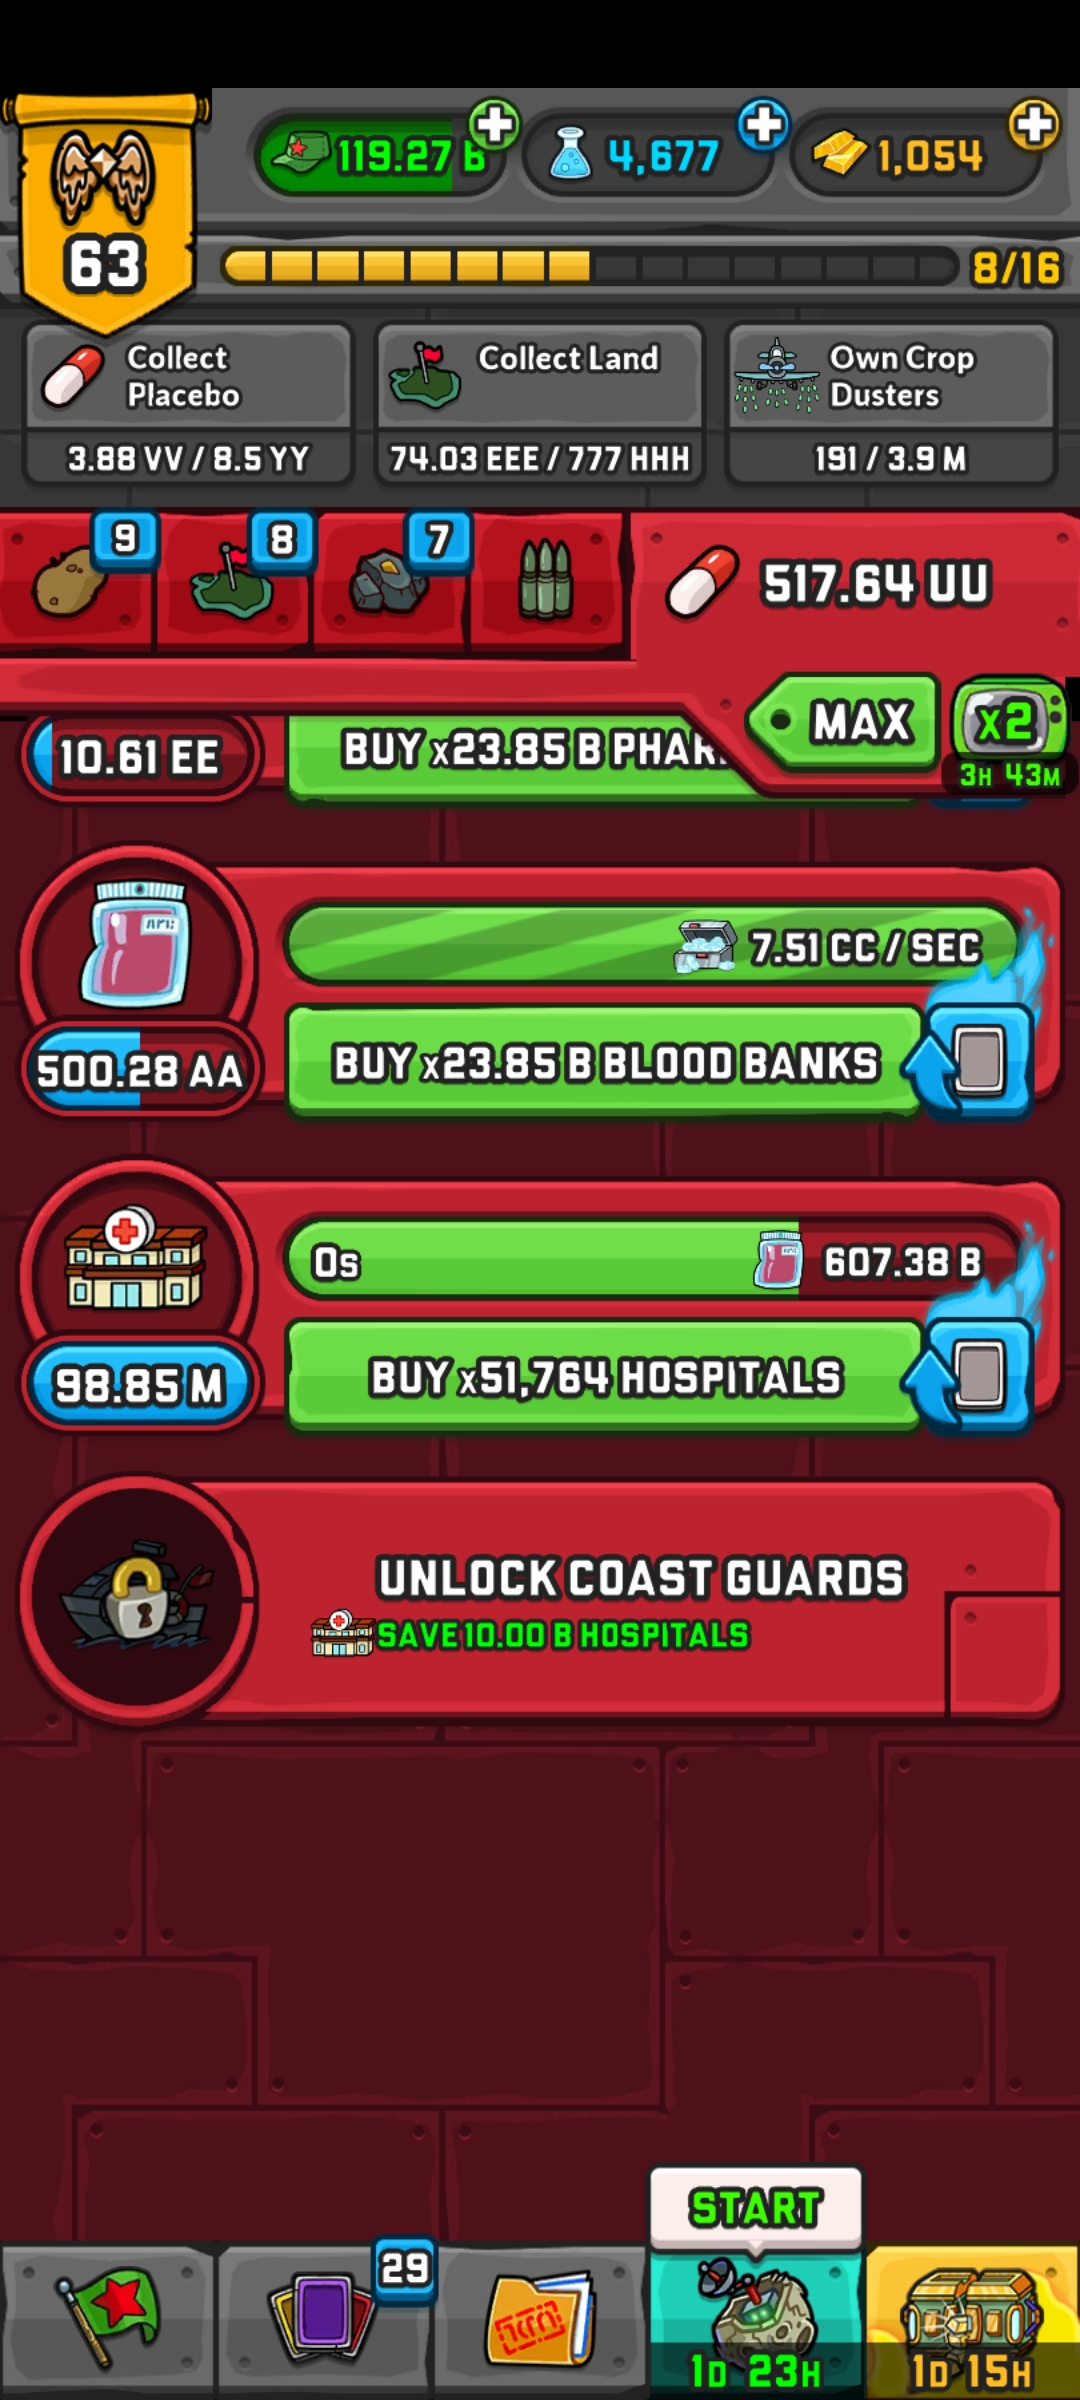 119.27 B
4,677
1,054
63
8/16
Collect
Placebo
3.88 VV / 8.5 YY
Collect Land
74.03 EEE / 777 HHH
Own Crop
Dusters
191 / 3.9 M
9
8
7
517.64 UU
MAX
x2
3H 43M
10.61 EE
BUY x23.85 B PHAR
7.51 CC / SEC
500.28 AA
BUY x23.85 B BLOOD BANKS
0s
607.38 B
98.85 M
BUY x51,764 HOSPITALS
UNLOCK COAST GUARDS
SAVE 10.00 B HOSPITALS
START
29
1D 23H
1D 15H